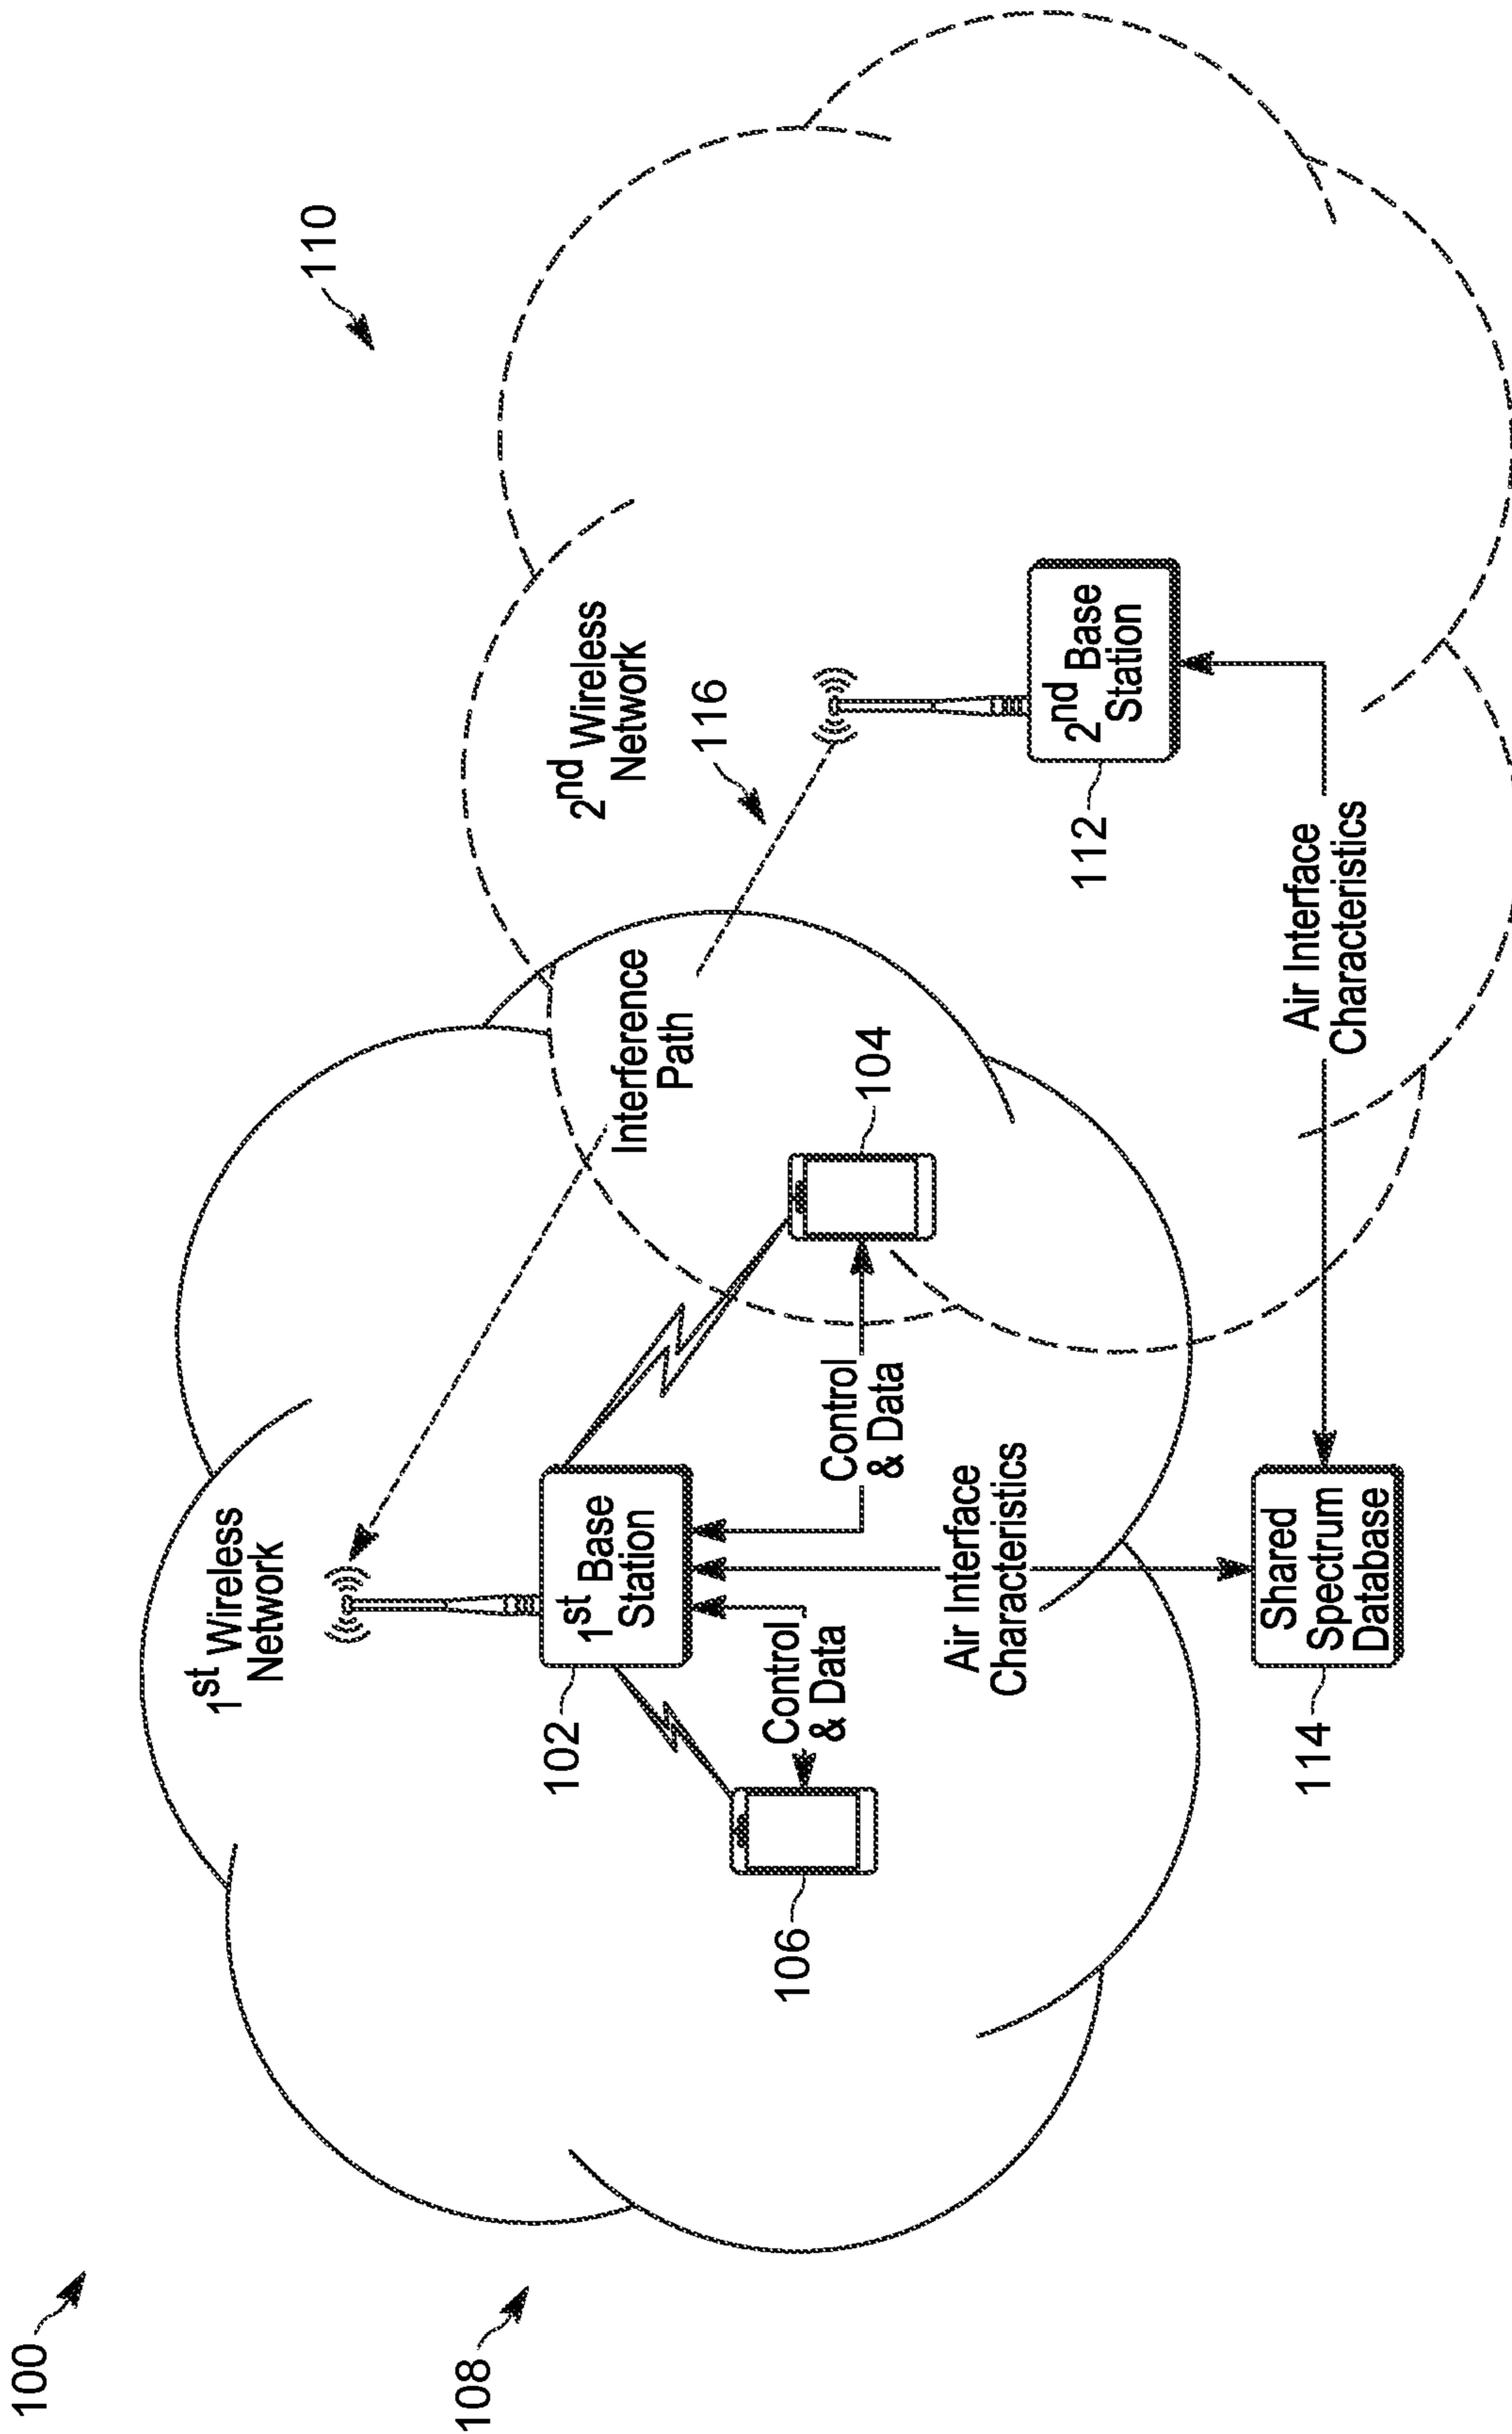 100
108
110
1st Wireless
Network
2nd Wireless
Network
116
Interference
Path
102
1st Base
Station
104
106
Control
& Data
Control
& Data
2nd Base
Station
112
Air Interface
Characteristics
Air Interface
Characteristics
114
Shared
Spectrum
Database